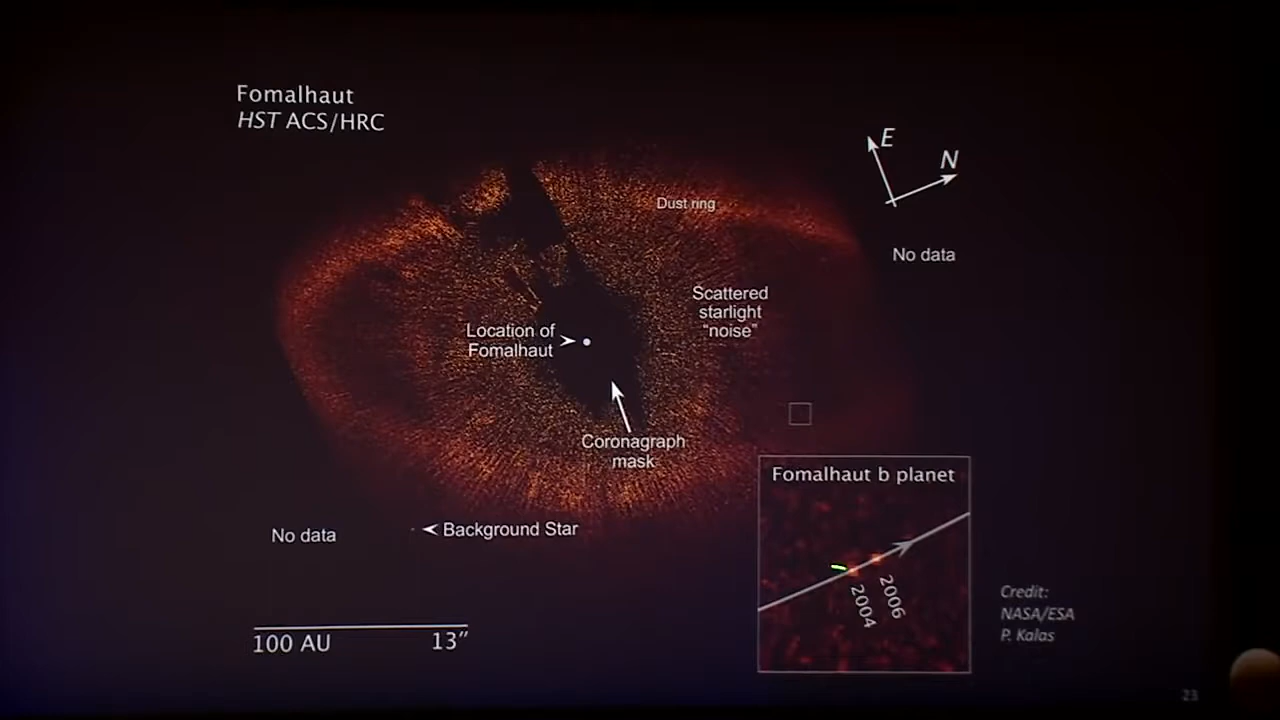 Fomalhaut
HST ACS/HRC
E
N
Dust ring
No data
Scattered
starlight
“noise”
Location of
Fomalhaut
Coronagraph
mask
Fomalhaut b planet
No data
Background Star
2004
2006
Credit:
NASA/ESA
P. Kalas
100 AU 13”
23